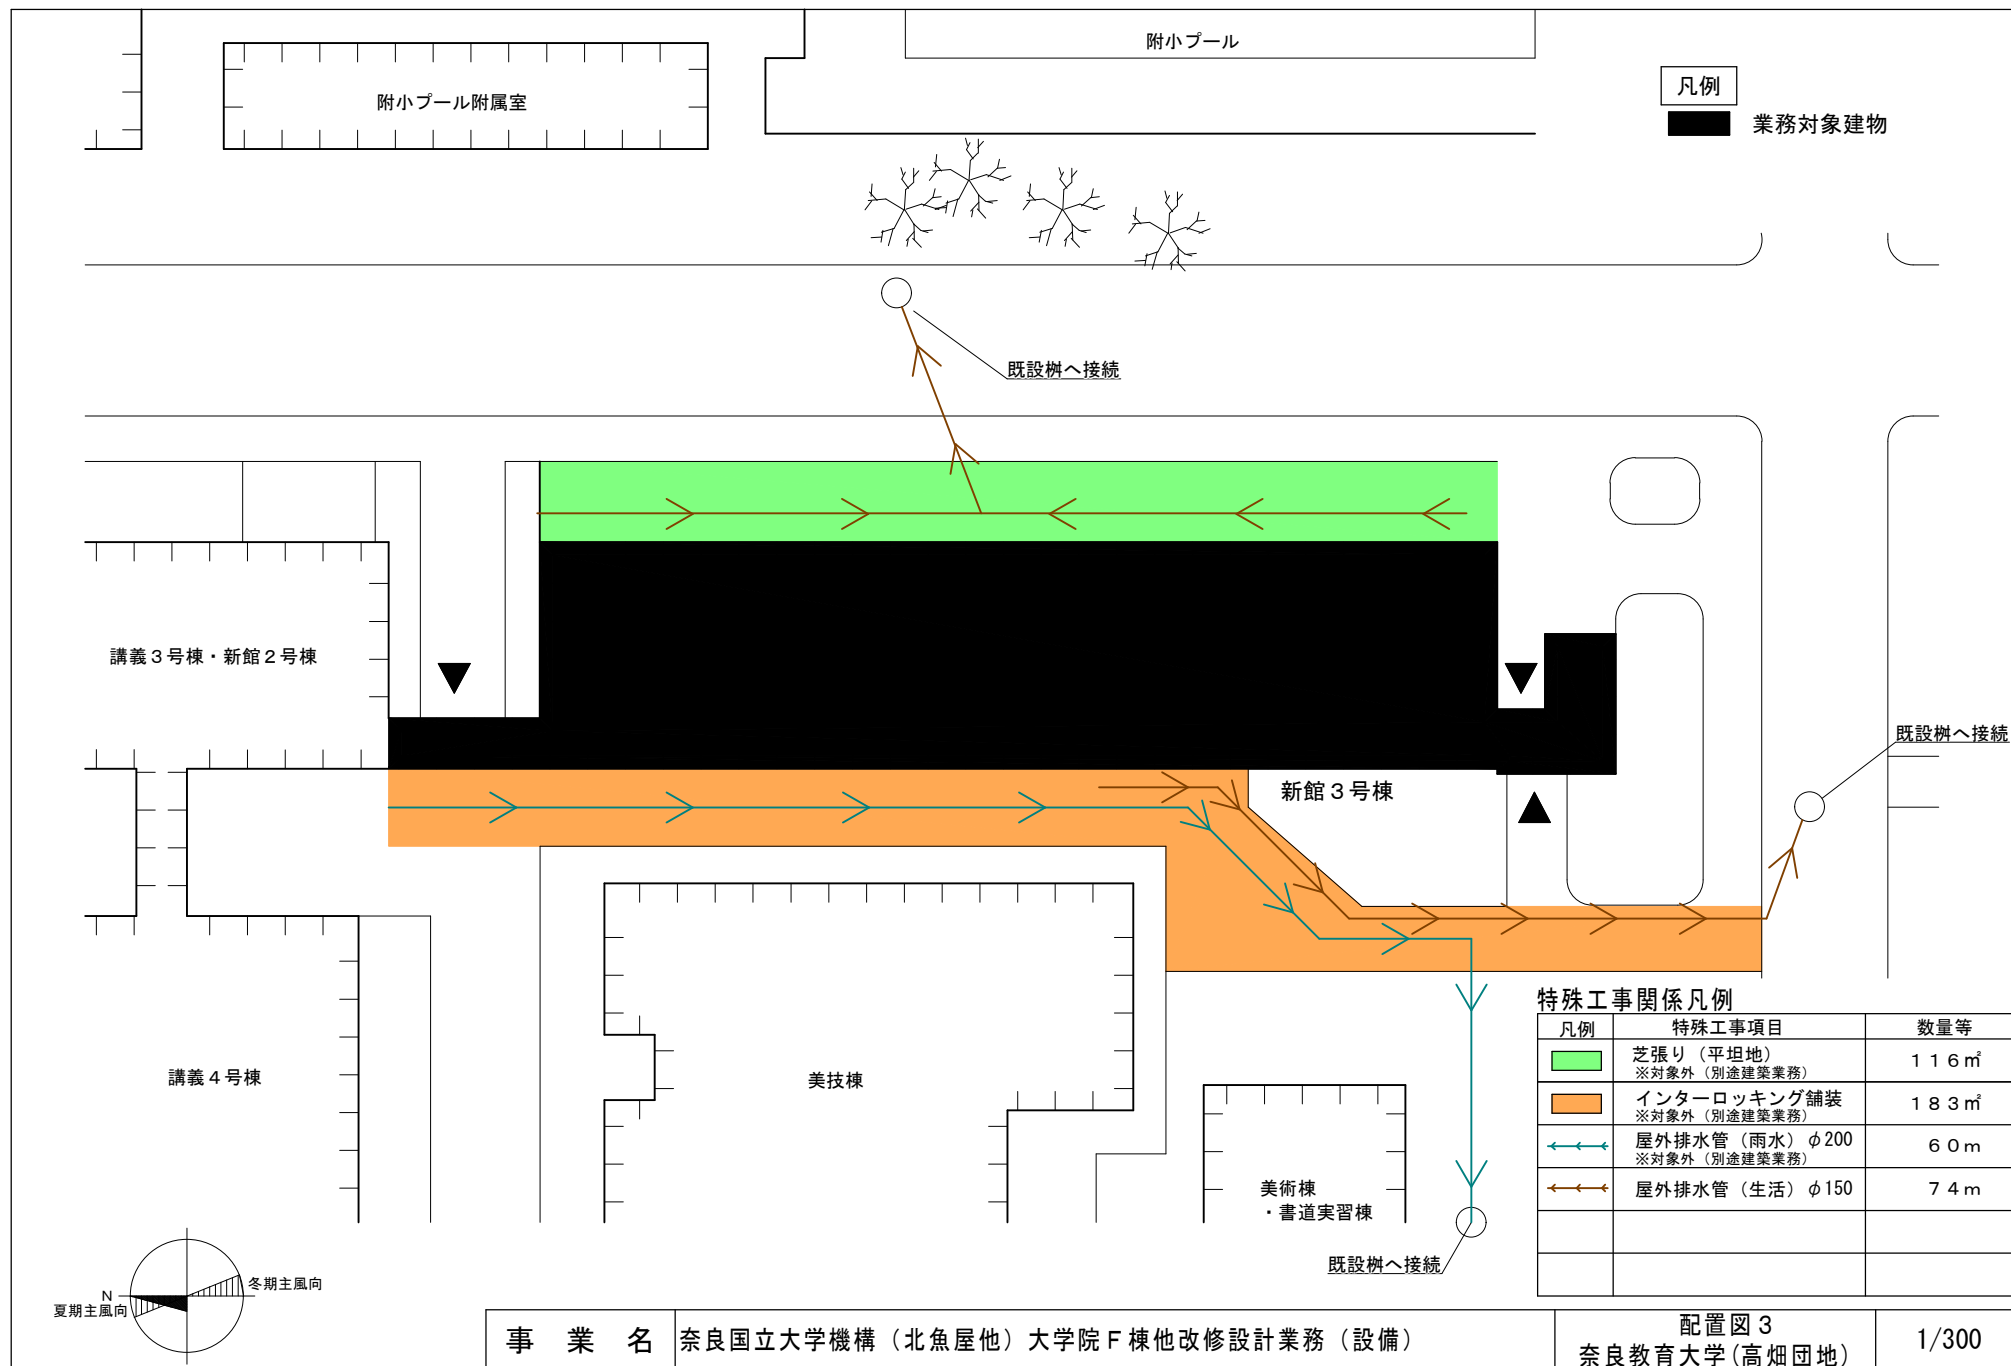 附小プール
附小プール附属室
凡例
業務対象建物
既設桝へ接続
講義３号棟・新館２号棟
既設桝へ接続
新館３号棟
講義４号棟
美技棟
美術棟
・書道実習棟
既設桝へ接続
特殊工事関係凡例
凡例 特殊工事項目 数量等
芝張り（平坦地） １１６㎡
※対象外（別途建築業務）
インターロッキング舗装 １８３㎡
※対象外（別途建築業務）
屋外排水管（雨水）φ200 ６０ｍ
※対象外（別途建築業務）
屋外排水管（生活）φ150 ７４ｍ
N
冬期主風向
夏期主風向
事業名 奈良国立大学機構（北魚屋他）大学院Ｆ棟他改修設計業務（設備）
配置図３
奈良教育大学(高畑団地)
1/300